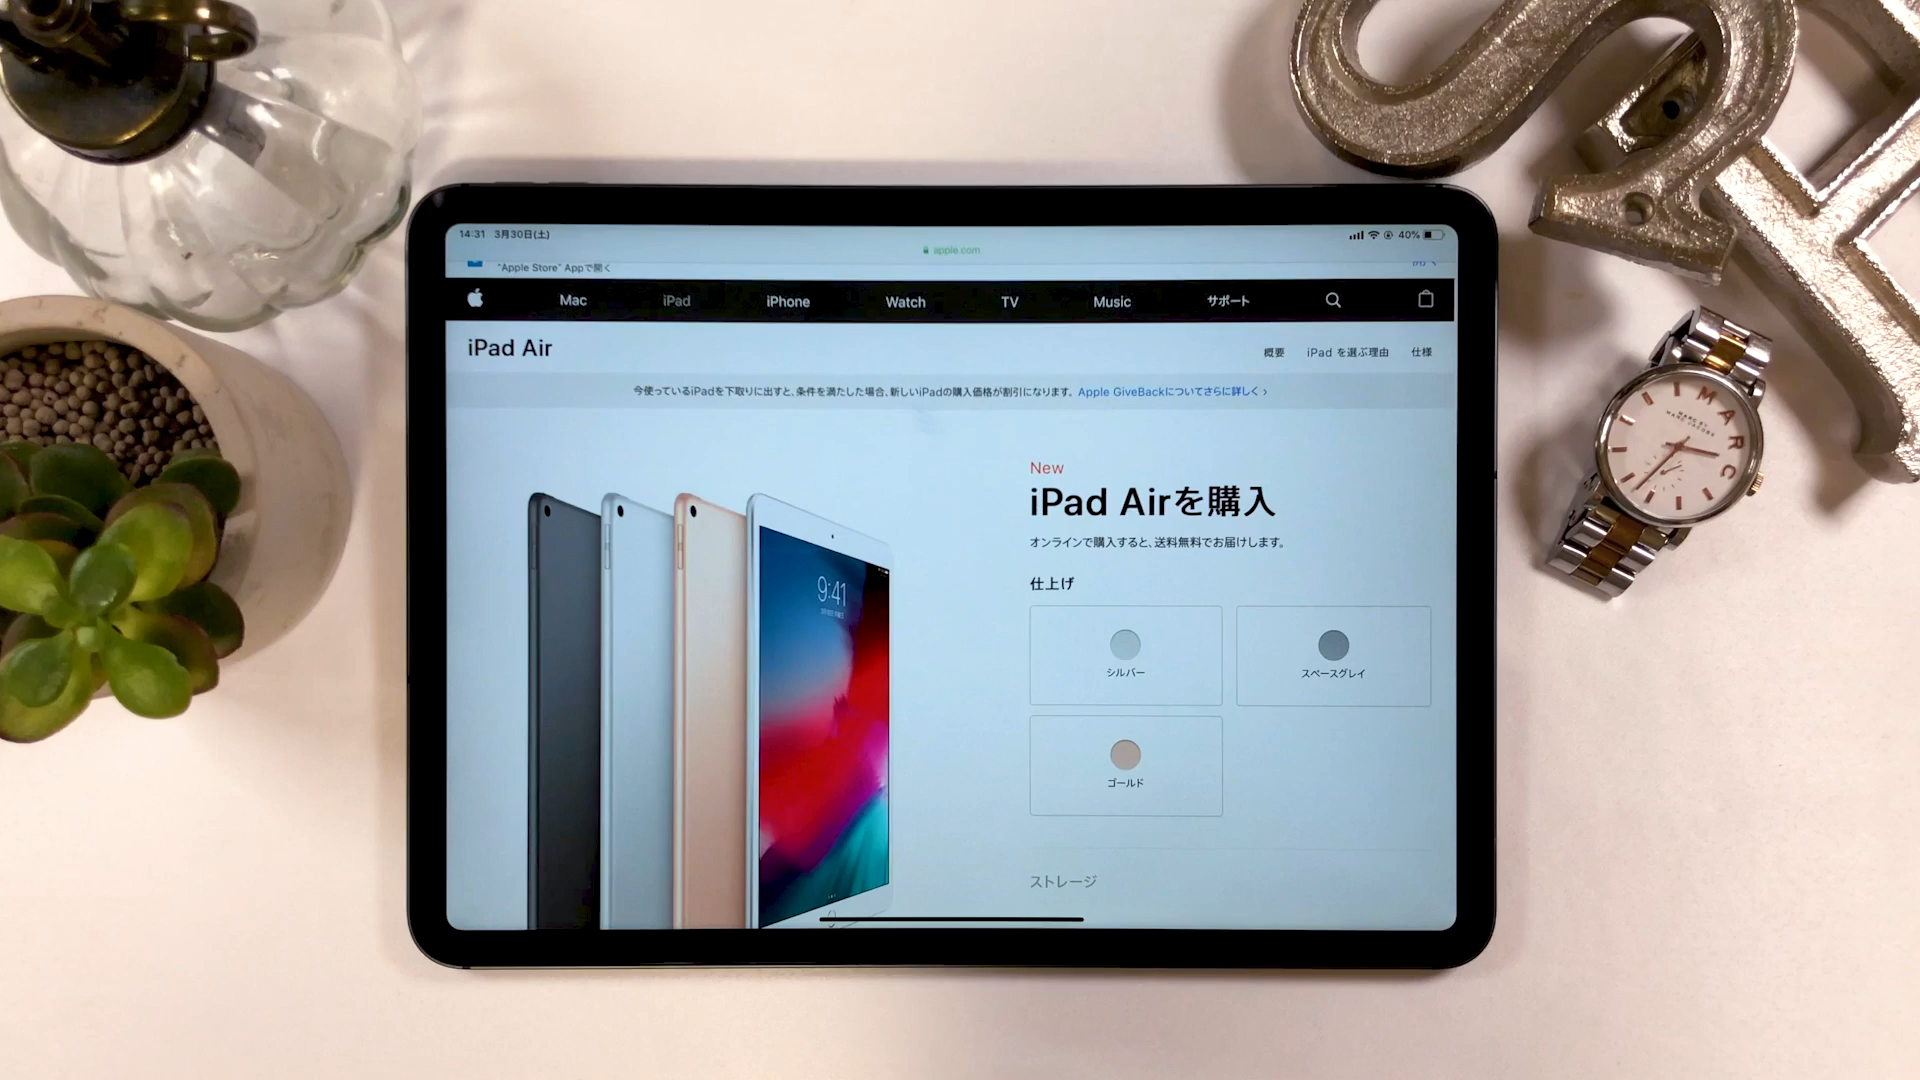 14:31 3月30日(土)
apple.com
40%
"Apple Store" Appで開く
開く
Mac iPad iPhone Watch TV Music サポート
iPad Air
概要 iPad を選ぶ理由 仕様
今使っているiPadを下取りに出すと、条件を満たした場合、新しいiPadの購入価格が割引になります。 Apple GiveBackについてさらに詳しく ›
New
iPad Airを購入
オンラインで購入すると、送料無料でお届けします。
仕上げ
シルバー
スペースグレイ
ゴールド
ストレージ
9:41
MARC
MARC BY
MARC JACOBS